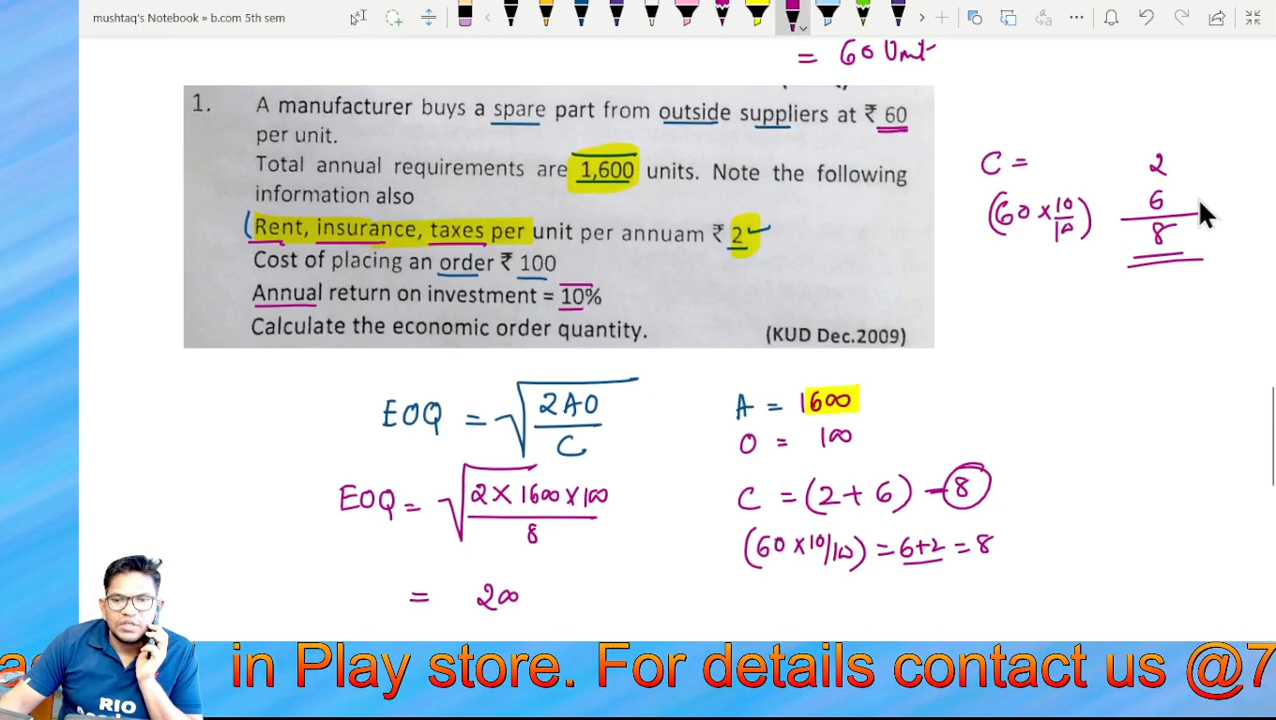 mushtaq's Notebook » b.com 5th sem
= 60 Unit
1. A manufacturer buys a spare part from outside suppliers at ₹ 60
per unit.
Total annual requirements are 1,600 units. Note the following
information also
Rent, insurance, taxes per unit per annuam ₹ 2
Cost of placing an order ₹ 100
Annual return on investment = 10%
Calculate the economic order quantity. (KUD Dec.2009)
C = 2
(60 × 10/10) 6
8
EOQ = √2AO/C
A = 1600
O = 100
EOQ = √2 × 1600 × 100/8
C = (2 + 6) - 8
(60 × 10/10) = 6+2 = 8
= 200
in Play store. For details contact us @7
RIO